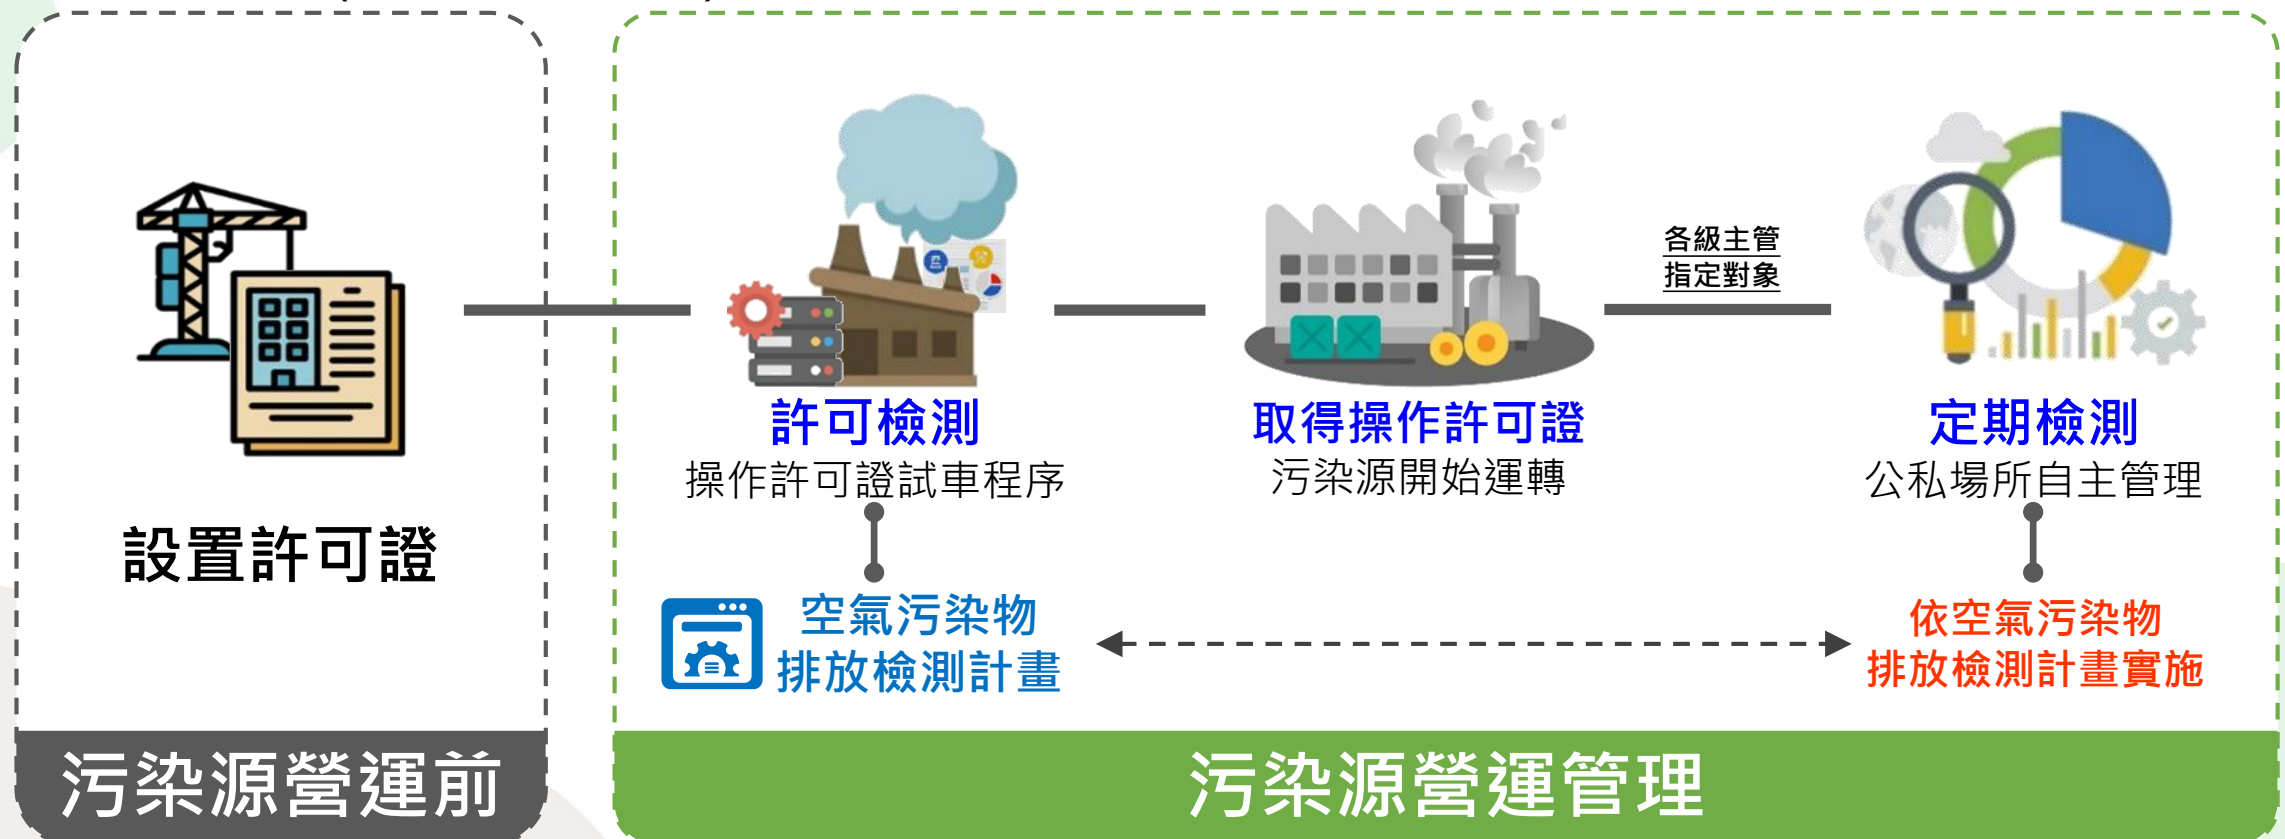 設置許可證
污染源營運前
許可檢測
操作許可證試車程序
空氣污染物
排放檢測計畫
取得操作許可證
污染源開始運轉
各級主管
指定對象
定期檢測
公私場所自主管理
依空氣污染物
排放檢測計畫實施
污染源營運管理